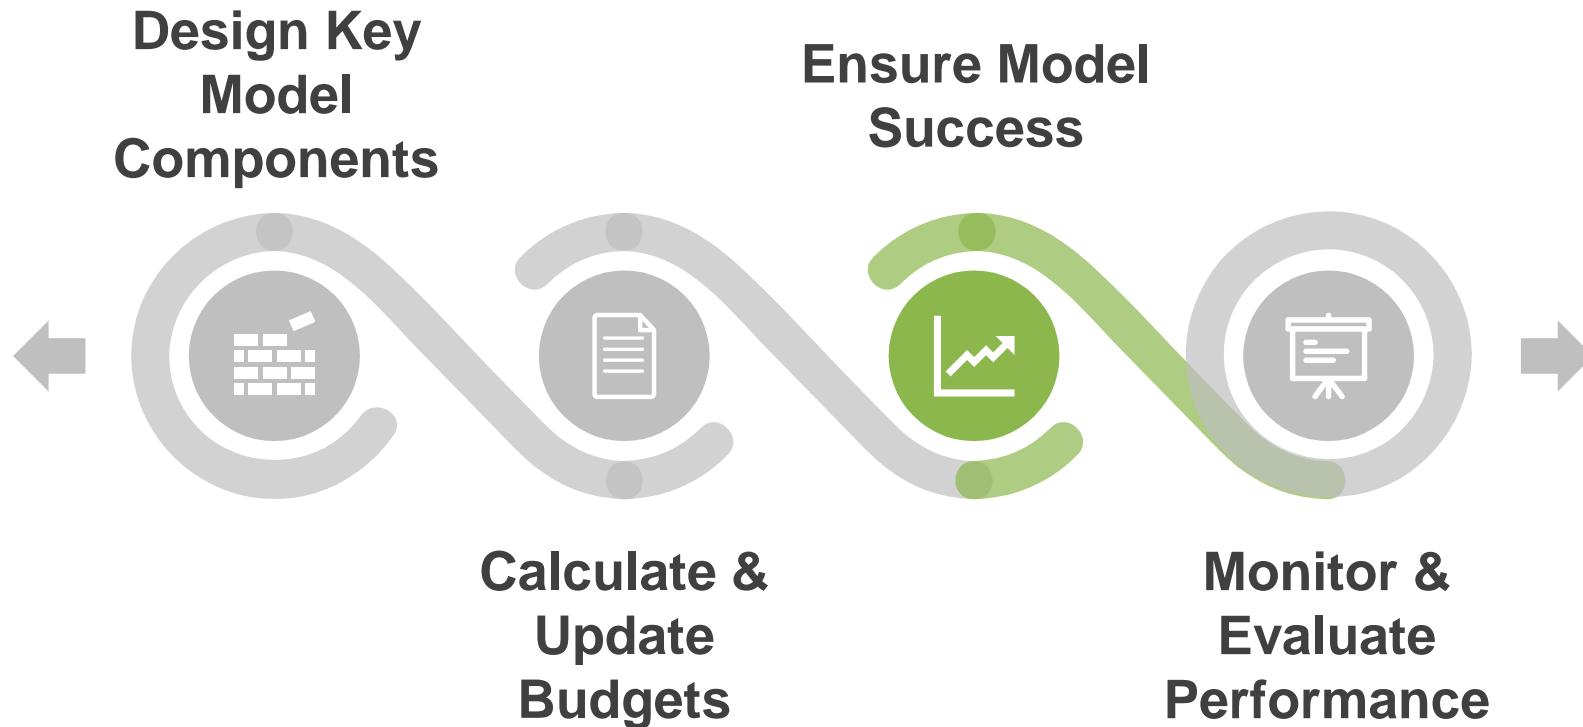 Design Key
Model
Components
Ensure Model
Success
Calculate &
Update
Budgets
Monitor &
Evaluate
Performance